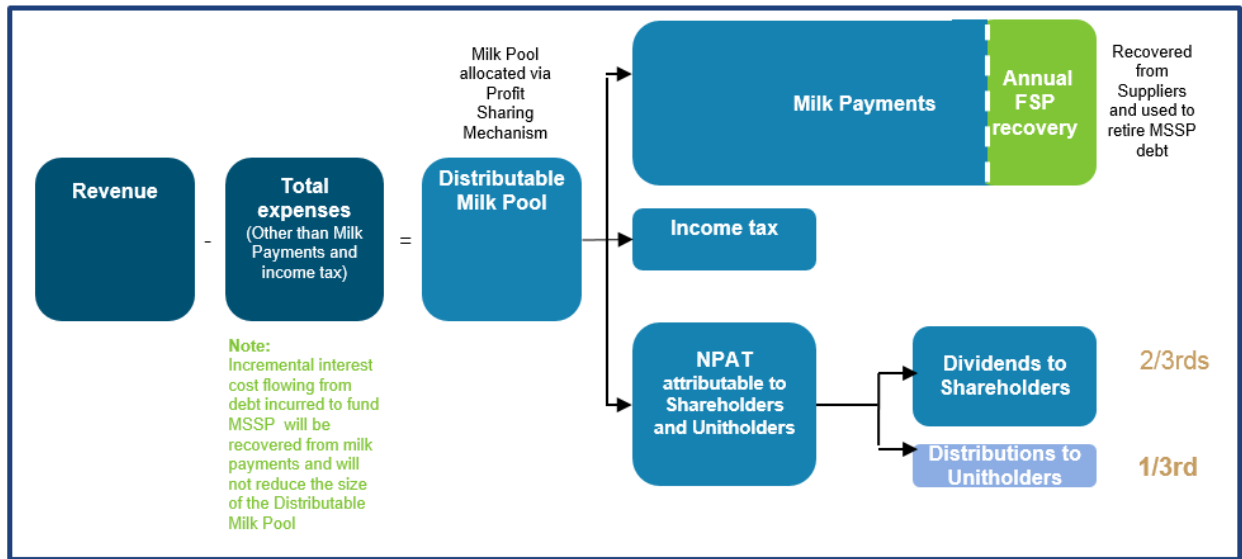 Revenue
-
Total
expenses
(Other than Milk
Payments and
income tax)
=
Note:
Incremental interest
cost flowing from
debt incurred to fund
MSSP will be
recovered from milk
payments and will
not reduce the size
of the Distributable
Milk Pool
Milk Pool
allocated via
Profit
Sharing
Mechanism
Distributable
Milk Pool
Milk Payments
Annual
FSP
recovery
Recovered
from
Suppliers
and used to
retire MSSP
debt
Income tax
NPAT
attributable to
Shareholders
and Unitholders
Dividends to
Shareholders
2/3rds
Distributions to
Unitholders
1/3rd